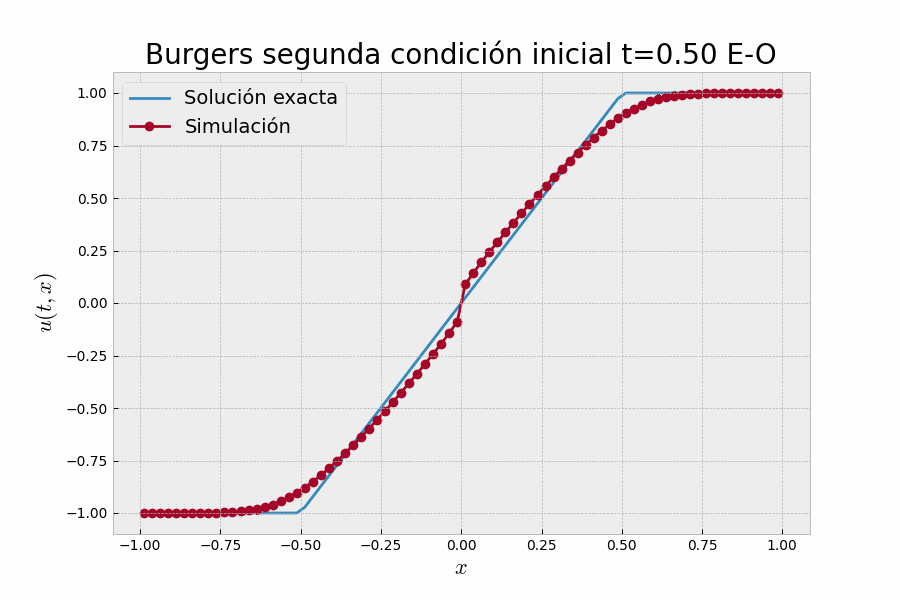 Burgers segunda condición inicial t=0.50 E-O
Solución exacta
Simulación
1.00
0.75
0.50
0.25
0.00
−0.25
−0.50
−0.75
−1.00
u(t, x)
−1.00 −0.75 −0.50 −0.25 0.00 0.25 0.50 0.75 1.00
x